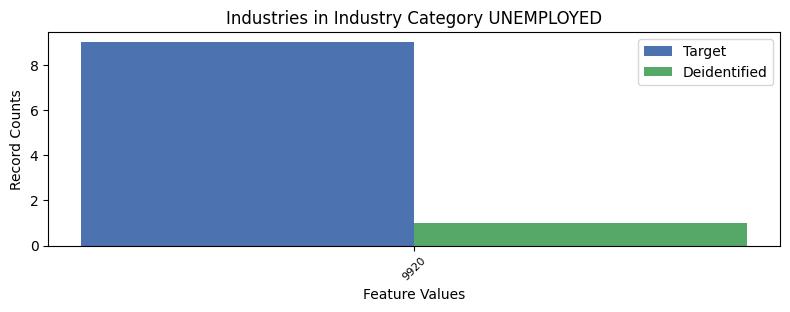 Industries in Industry Category UNEMPLOYED
Target
Deidentified
Record Counts
8
6
4
2
0
9920
Feature Values